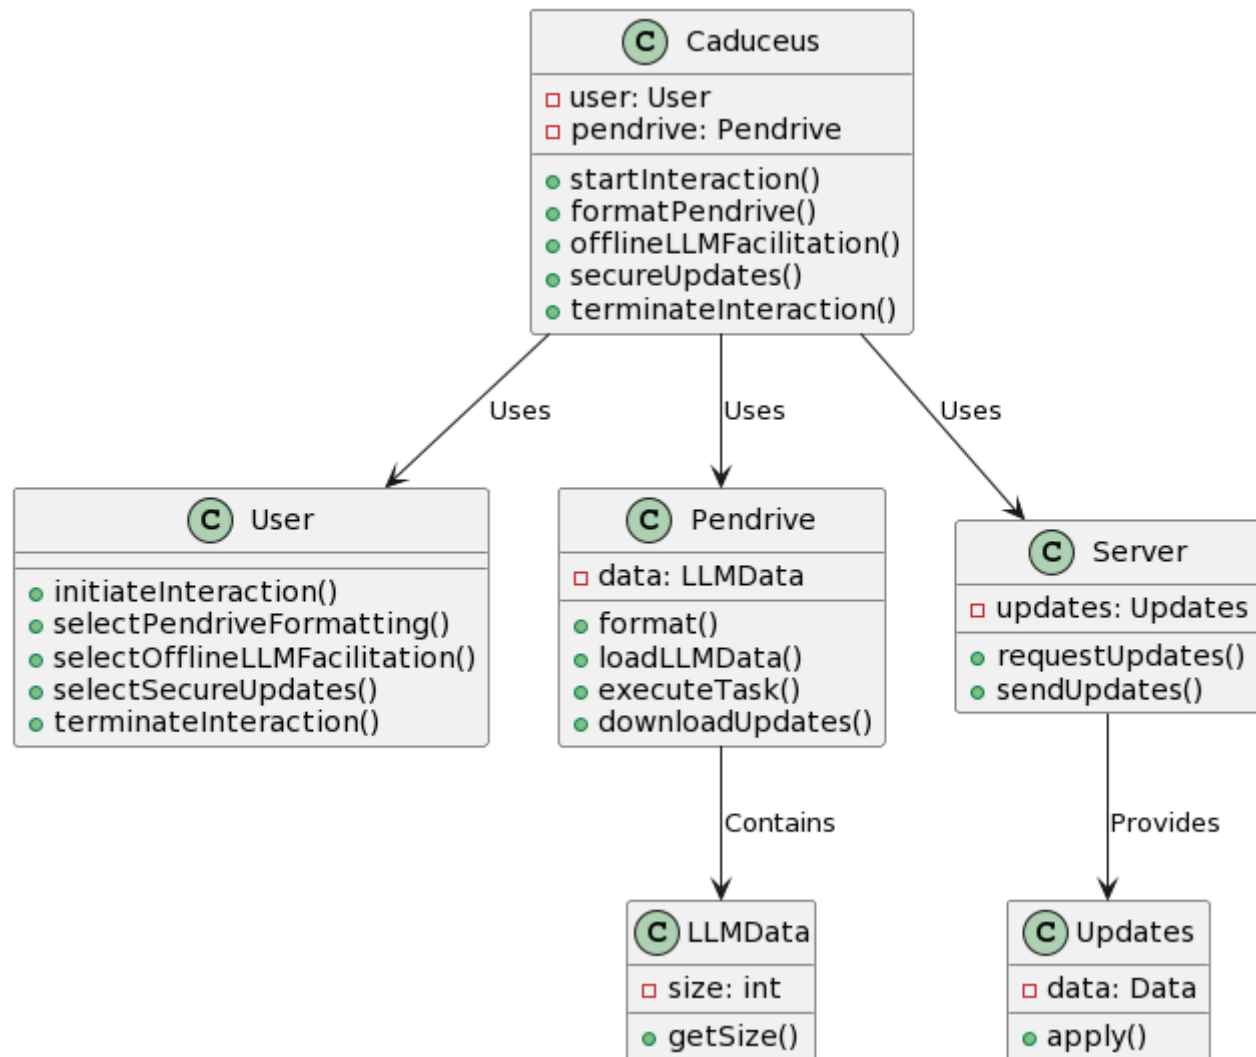 C Caduceus
user: User
pendrive: Pendrive
startInteraction()
formatPendrive()
offlineLLMFacilitation()
secureUpdates()
terminateInteraction()
Uses
Uses
Uses
C User
initiateInteraction()
selectPendriveFormatting()
selectOfflineLLMFacilitation()
selectSecureUpdates()
terminateInteraction()
C Pendrive
data: LLMData
format()
loadLLMData()
executeTask()
downloadUpdates()
C Server
updates: Updates
requestUpdates()
sendUpdates()
Contains
Provides
C LLMData
size: int
getSize()
C Updates
data: Data
apply()